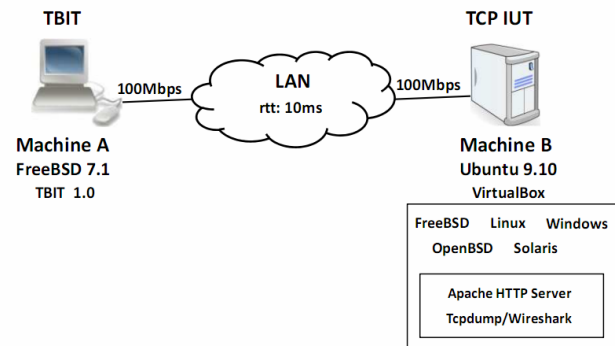 TBIT
TCP IUT
100Mbps
LAN
rtt: 10ms
100Mbps
Machine A
FreeBSD 7.1
TBIT 1.0
Machine B
Ubuntu 9.10
VirtualBox
FreeBSD Linux Windows
OpenBSD Solaris
Apache HTTP Server
Tcpdump/Wireshark